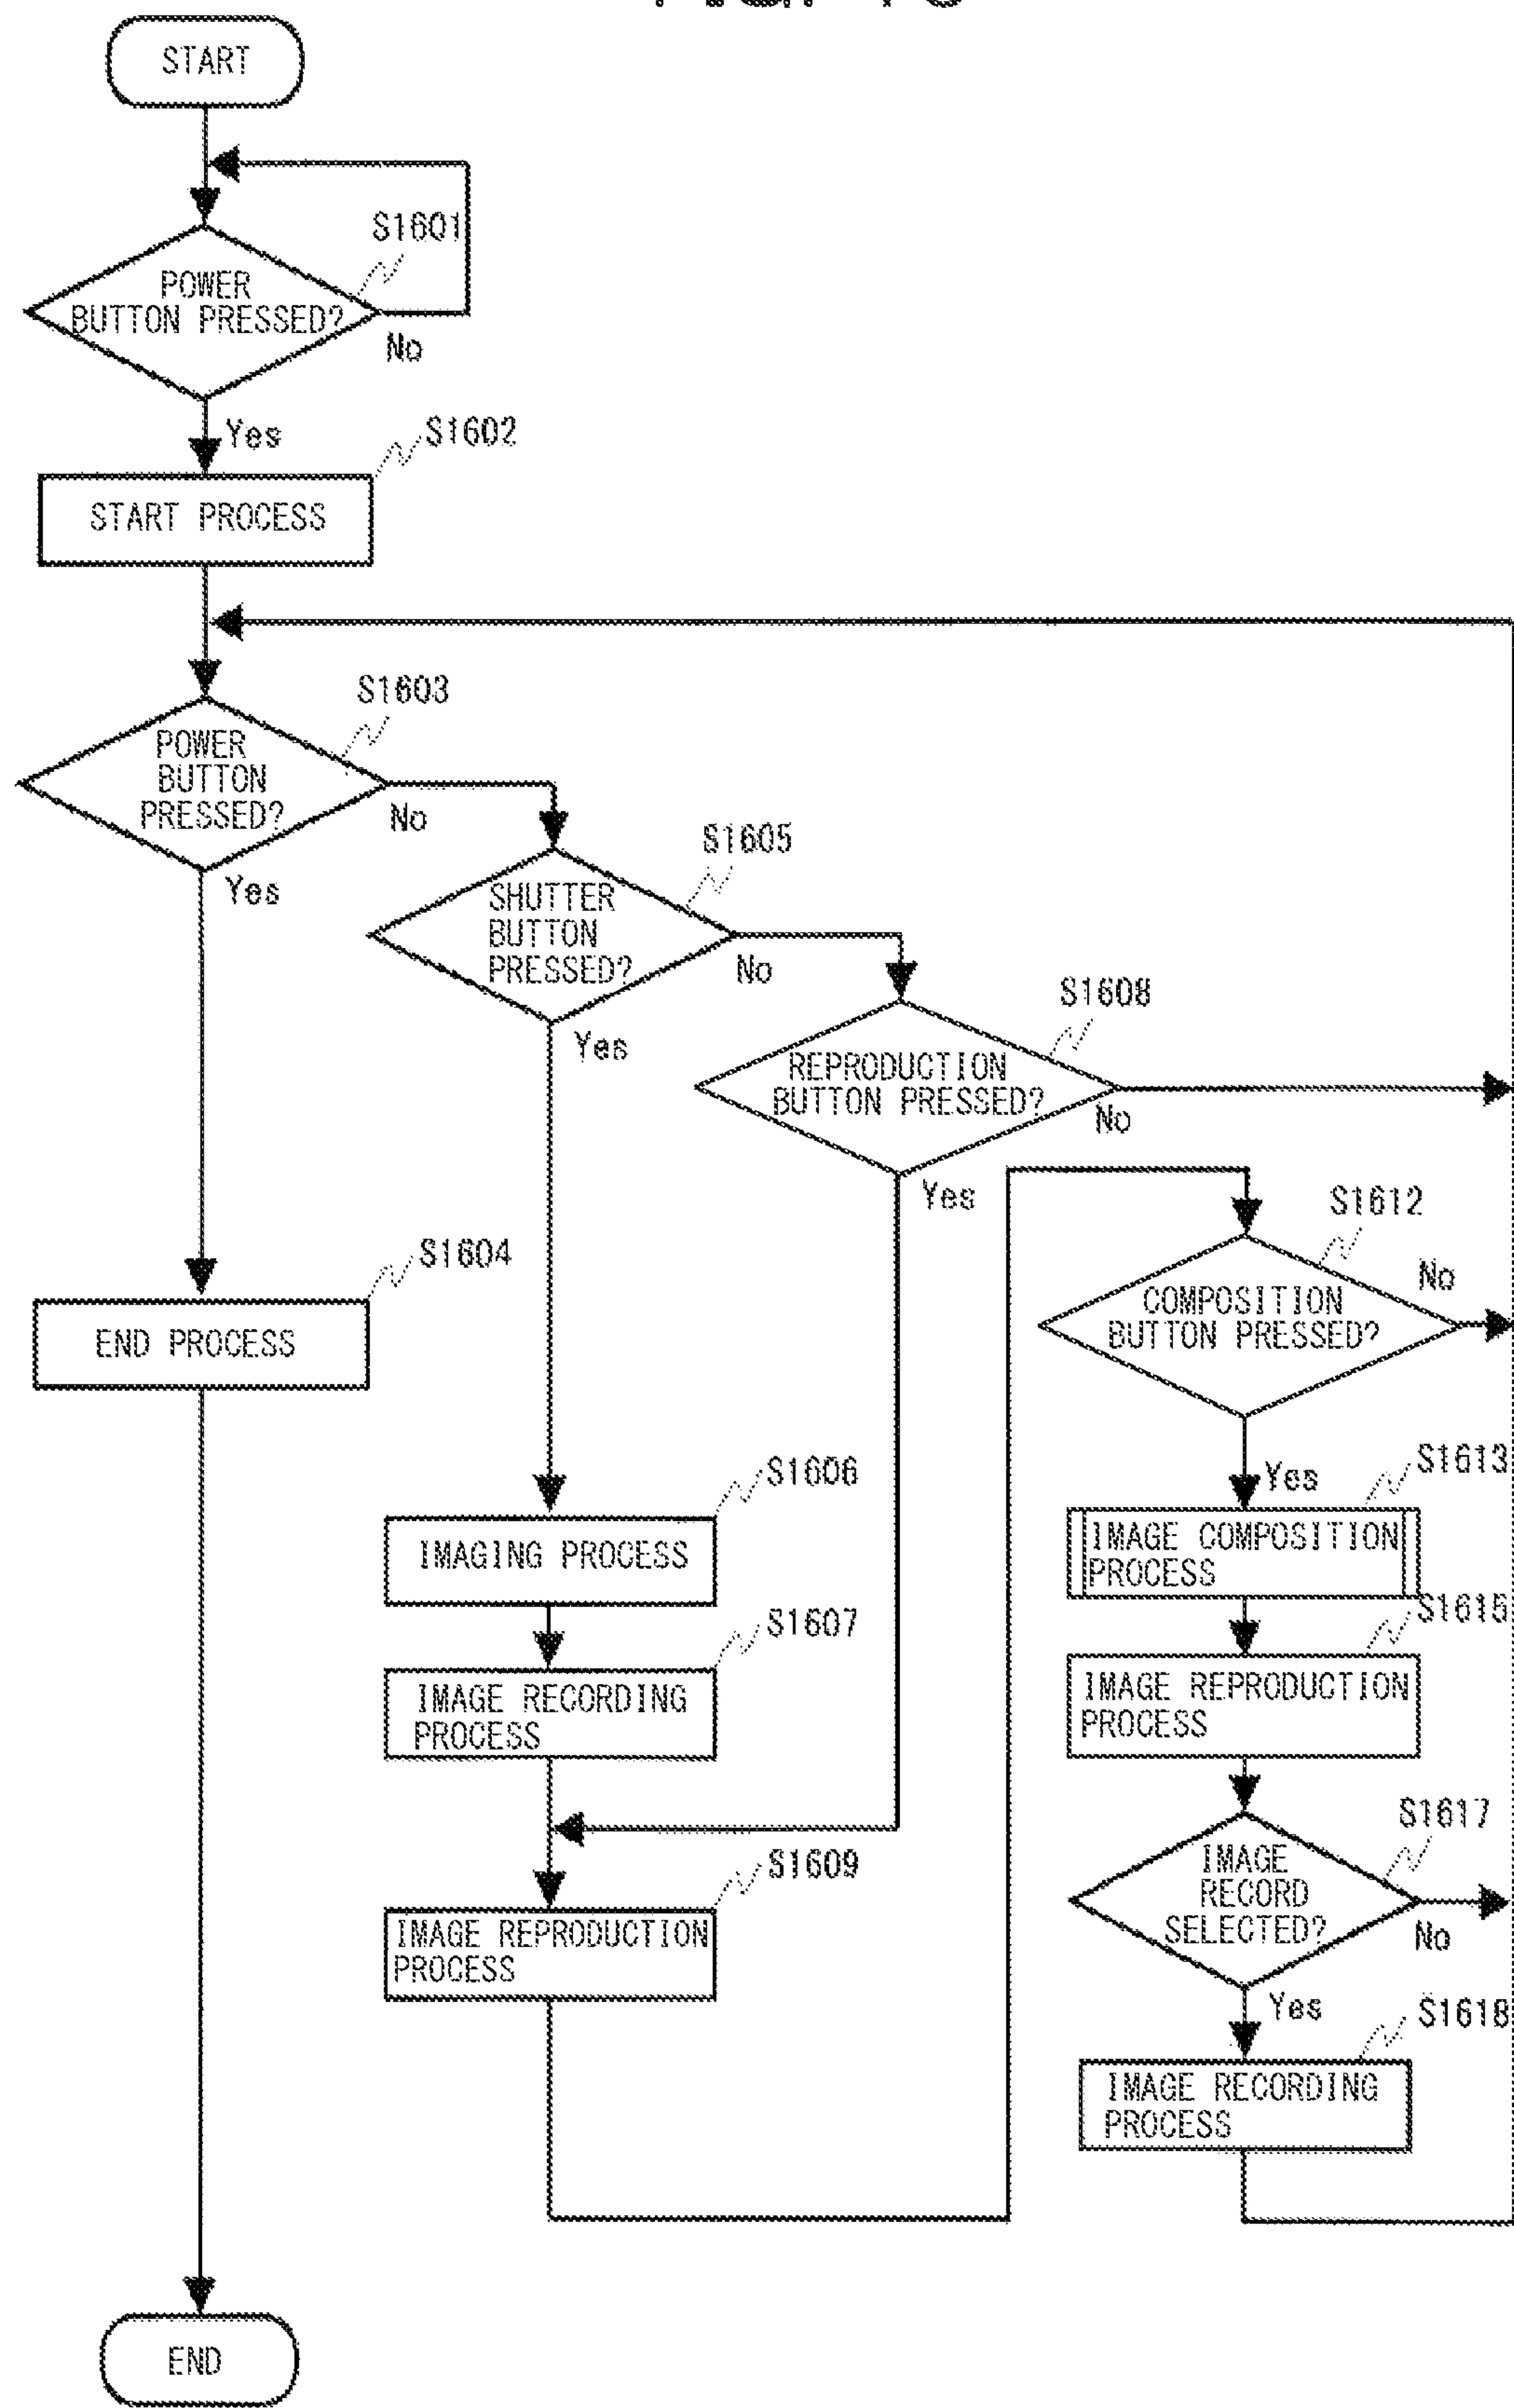 START
S1601
POWER
BUTTON PRESSED?
No
Yes
S1602
START PROCESS
S1603
POWER
BUTTON
PRESSED?
No
Yes
S1605
SHUTTER
BUTTON
PRESSED?
No
Yes
S1608
REPRODUCTION
BUTTON PRESSED?
No
Yes
S1604
END PROCESS
S1612
COMPOSITION
BUTTON PRESSED?
No
Yes
S1606
IMAGING PROCESS
S1607
IMAGE RECORDING
PROCESS
S1609
IMAGE REPRODUCTION
PROCESS
S1613
IMAGE COMPOSITION
PROCESS
S1615
IMAGE REPRODUCTION
PROCESS
S1617
IMAGE
RECORD
SELECTED?
No
Yes
S1618
IMAGE RECORDING
PROCESS
END